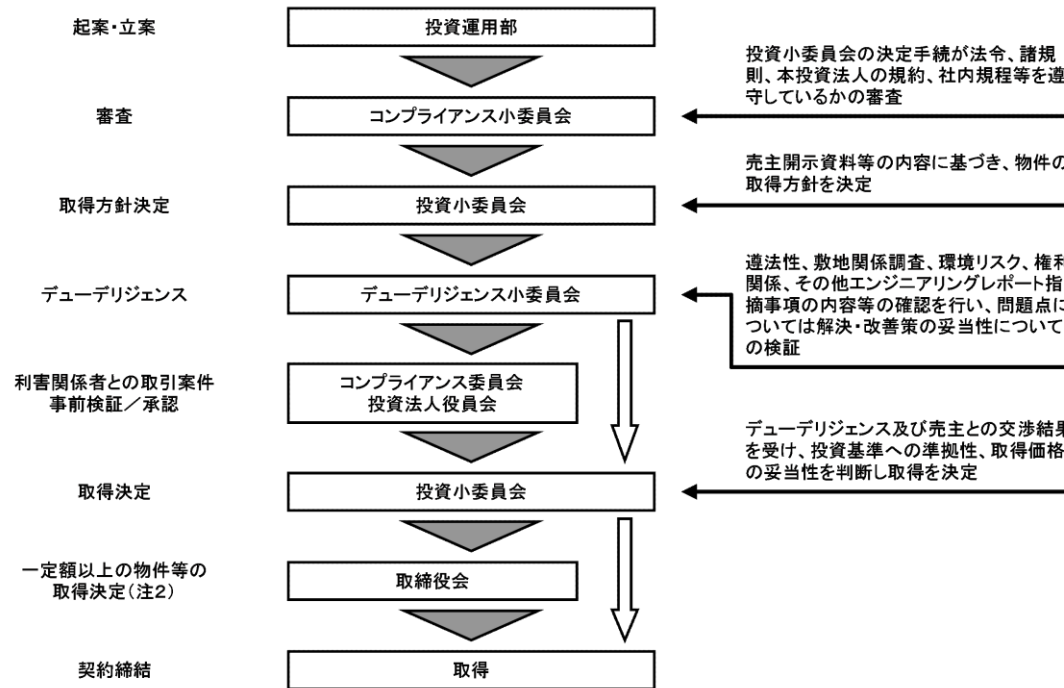 起案・立案
投資運用部
投資小委員会の決定手続が法令、諸規
則、本投資法人の規約、社内規程等を遵
守しているかの審査
審査
コンプライアンス小委員会
売主開示資料等の内容に基づき、物件の
取得方針を決定
取得方針決定
投資小委員会
遵法性、敷地関係調査、環境リスク、権利
関係、その他エンジニアリングレポート指
摘事項の内容等の確認を行い、問題点に
ついては解決・改善策の妥当性について
の検証
デューデリジェンス
デューデリジェンス小委員会
利害関係者との取引案件
事前検証／承認
コンプライアンス委員会
投資法人役員会
デューデリジェンス及び売主との交渉結果
を受け、投資基準への準拠性、取得価格
の妥当性を判断し取得を決定
取得決定
投資小委員会
一定額以上の物件等の
取得決定(注2)
取締役会
契約締結
取得